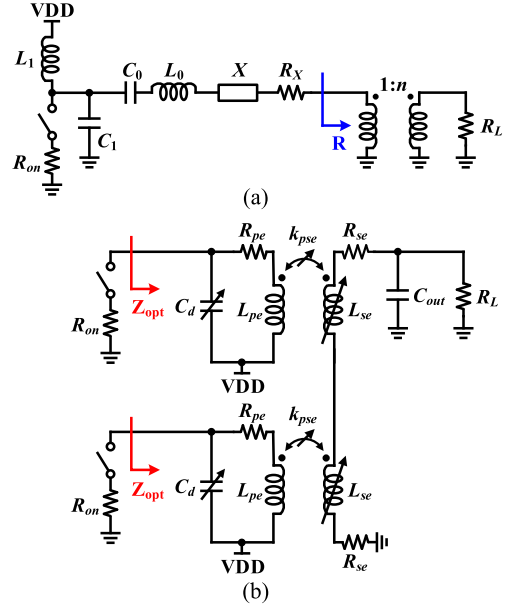 VDD
L1
C0
L0
X
RX
1:n
C1
Ron
R
RL
(a)
Rpe
kpse
Rse
Zopt
Cd
Lpe
Lse
Cout
RL
Ron
VDD
Rpe
kpse
Zopt
Cd
Lpe
Lse
Ron
VDD
Rse
(b)